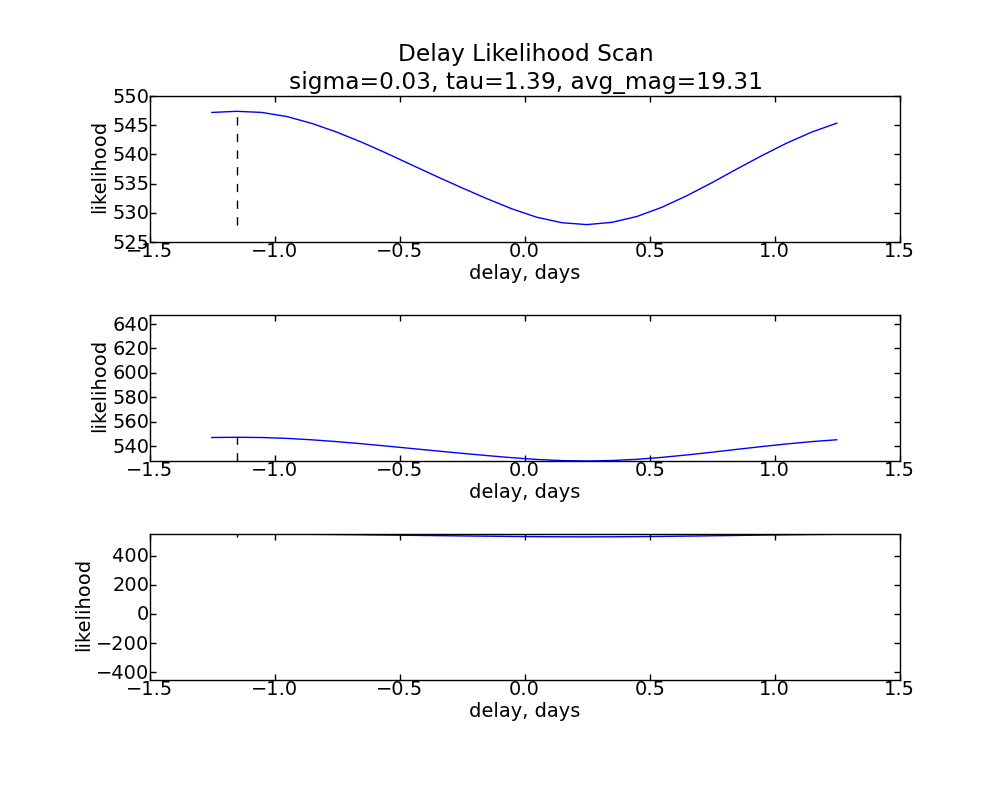 Delay Likelihood Scan
sigma=0.03, tau=1.39, avg_mag=19.31
550
545
540
535
530
525
likelihood
−1.5 −1.0 −0.5 0.0 0.5 1.0 1.5
delay, days
640
620
600
580
560
540
likelihood
−1.5 −1.0 −0.5 0.0 0.5 1.0 1.5
delay, days
400
200
0
−200
−400
likelihood
−1.5 −1.0 −0.5 0.0 0.5 1.0 1.5
delay, days